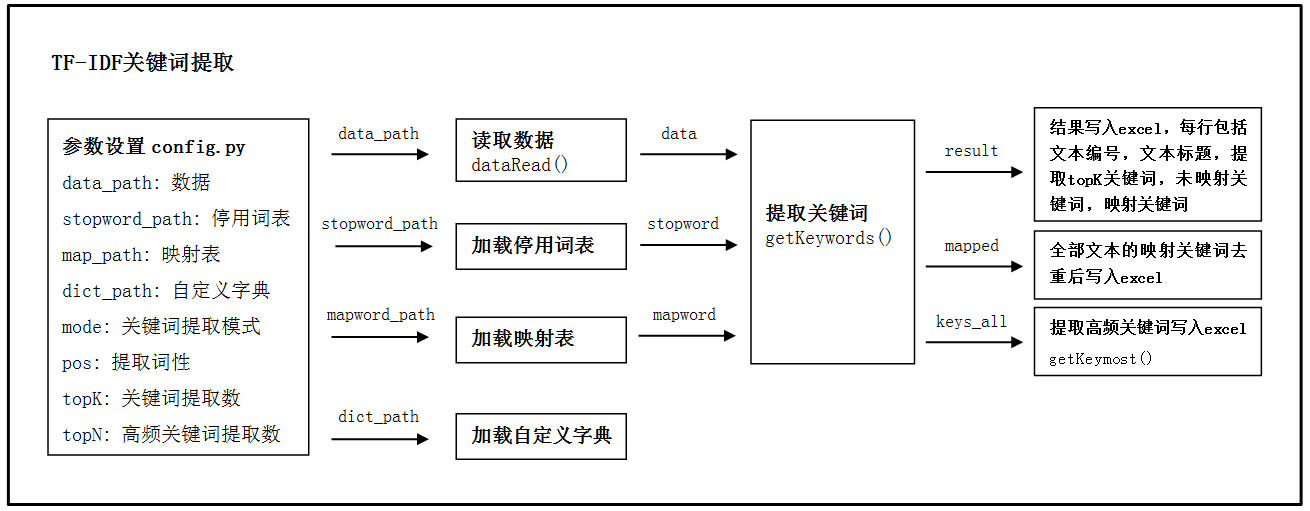 TF-IDF关键词提取
参数设置 config.py
data_path: 数据
stopword_path: 停用词表
map_path: 映射表
dict_path: 自定义字典
mode: 关键词提取模式
pos: 提取词性
topK: 关键词提取数
topN: 高频关键词提取数
data_path
stopword_path
mapword_path
dict_path
读取数据
dataRead()
加载停用词表
加载映射表
加载自定义字典
data
stopword
mapword
提取关键词
getKeywords()
result
mapped
keys_all
结果写入excel，每行包括
文本编号，文本标题，提
取topK关键词，未映射关
键词，映射关键词
全部文本的映射关键词去
重后写入excel
提取高频关键词写入excel
getKeymost()